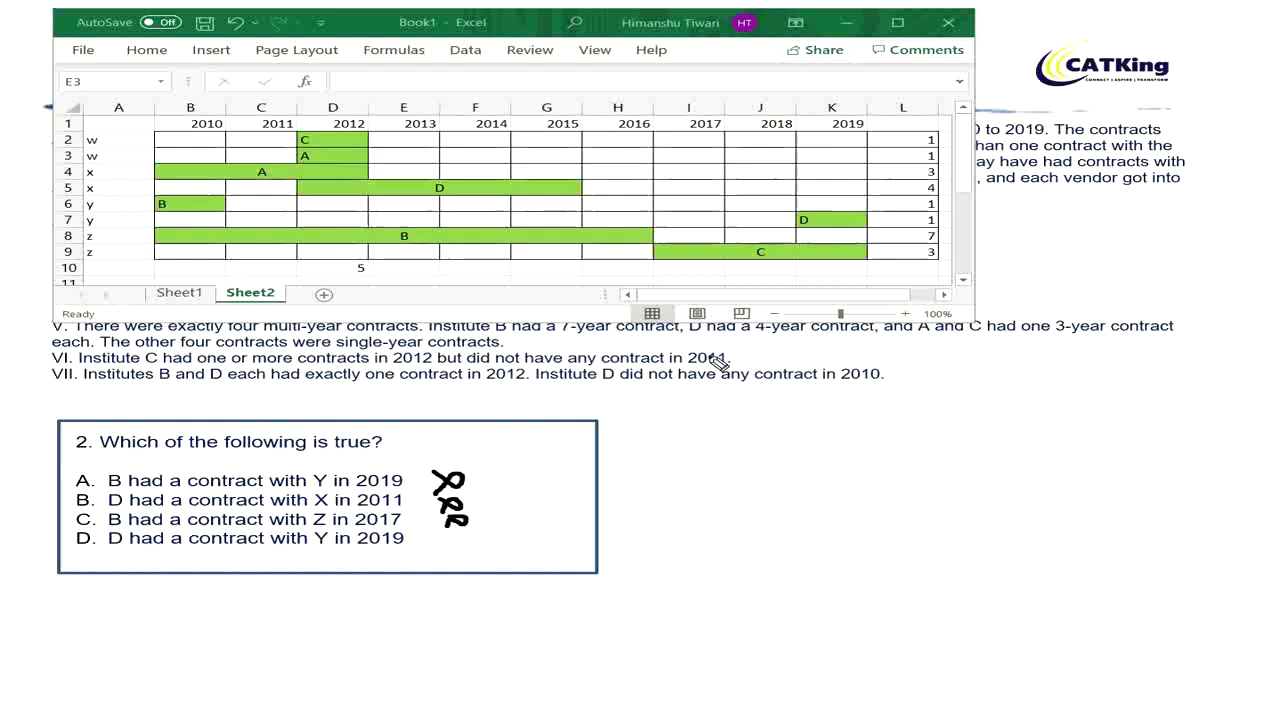 AutoSave Off Book1 - Excel Himanshu Tiwari HT
File Home Insert Page Layout Formulas Data Review View Help Share Comments
E3 fx
A B C D E F G H I J K L
1 2010 2011 2012 2013 2014 2015 2016 2017 2018 2019
2 w C 1
3 w A 1
4 x A 3
5 x D 4
6 y B 1
7 y D 1
8 z B 7
9 z C 3
10 5
11
Sheet1 Sheet2
Ready 100%
CATKing
CONNECT | ASPIRE | TRANSFORM
0 to 2019. The contracts
han one contract with the
ay have had contracts with
, and each vendor got into
V. There were exactly four multi-year contracts. Institute B had a 7-year contract, D had a 4-year contract, and A and C had one 3-year contract
each. The other four contracts were single-year contracts.
VI. Institute C had one or more contracts in 2012 but did not have any contract in 2011.
VII. Institutes B and D each had exactly one contract in 2012. Institute D did not have any contract in 2010.
2. Which of the following is true?
A. B had a contract with Y in 2019
B. D had a contract with X in 2011
C. B had a contract with Z in 2017
D. D had a contract with Y in 2019